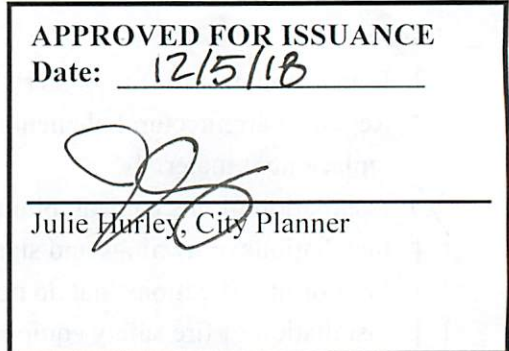 APPROVED FOR ISSUANCE
Date: 12/5/18
Julie Hurley, City Planner